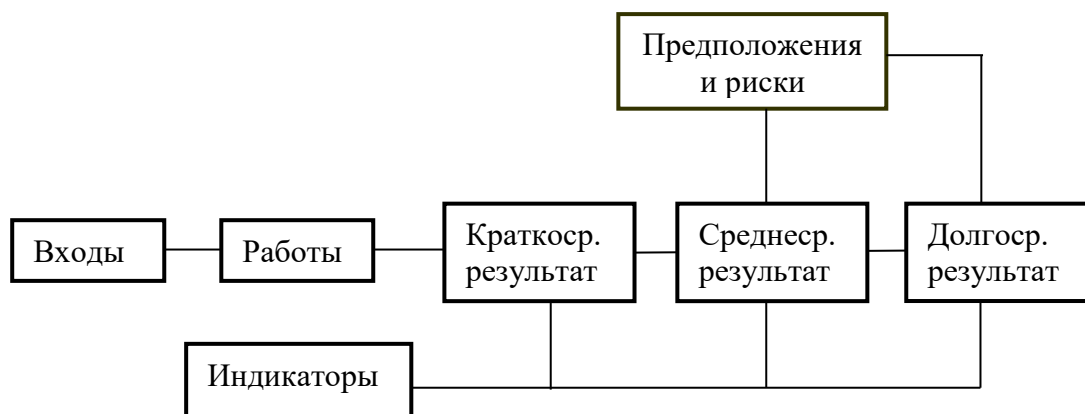 Предположения
и риски
Входы
Работы
Краткоср.
результат
Среднеср.
результат
Долгоср.
результат
Индикаторы